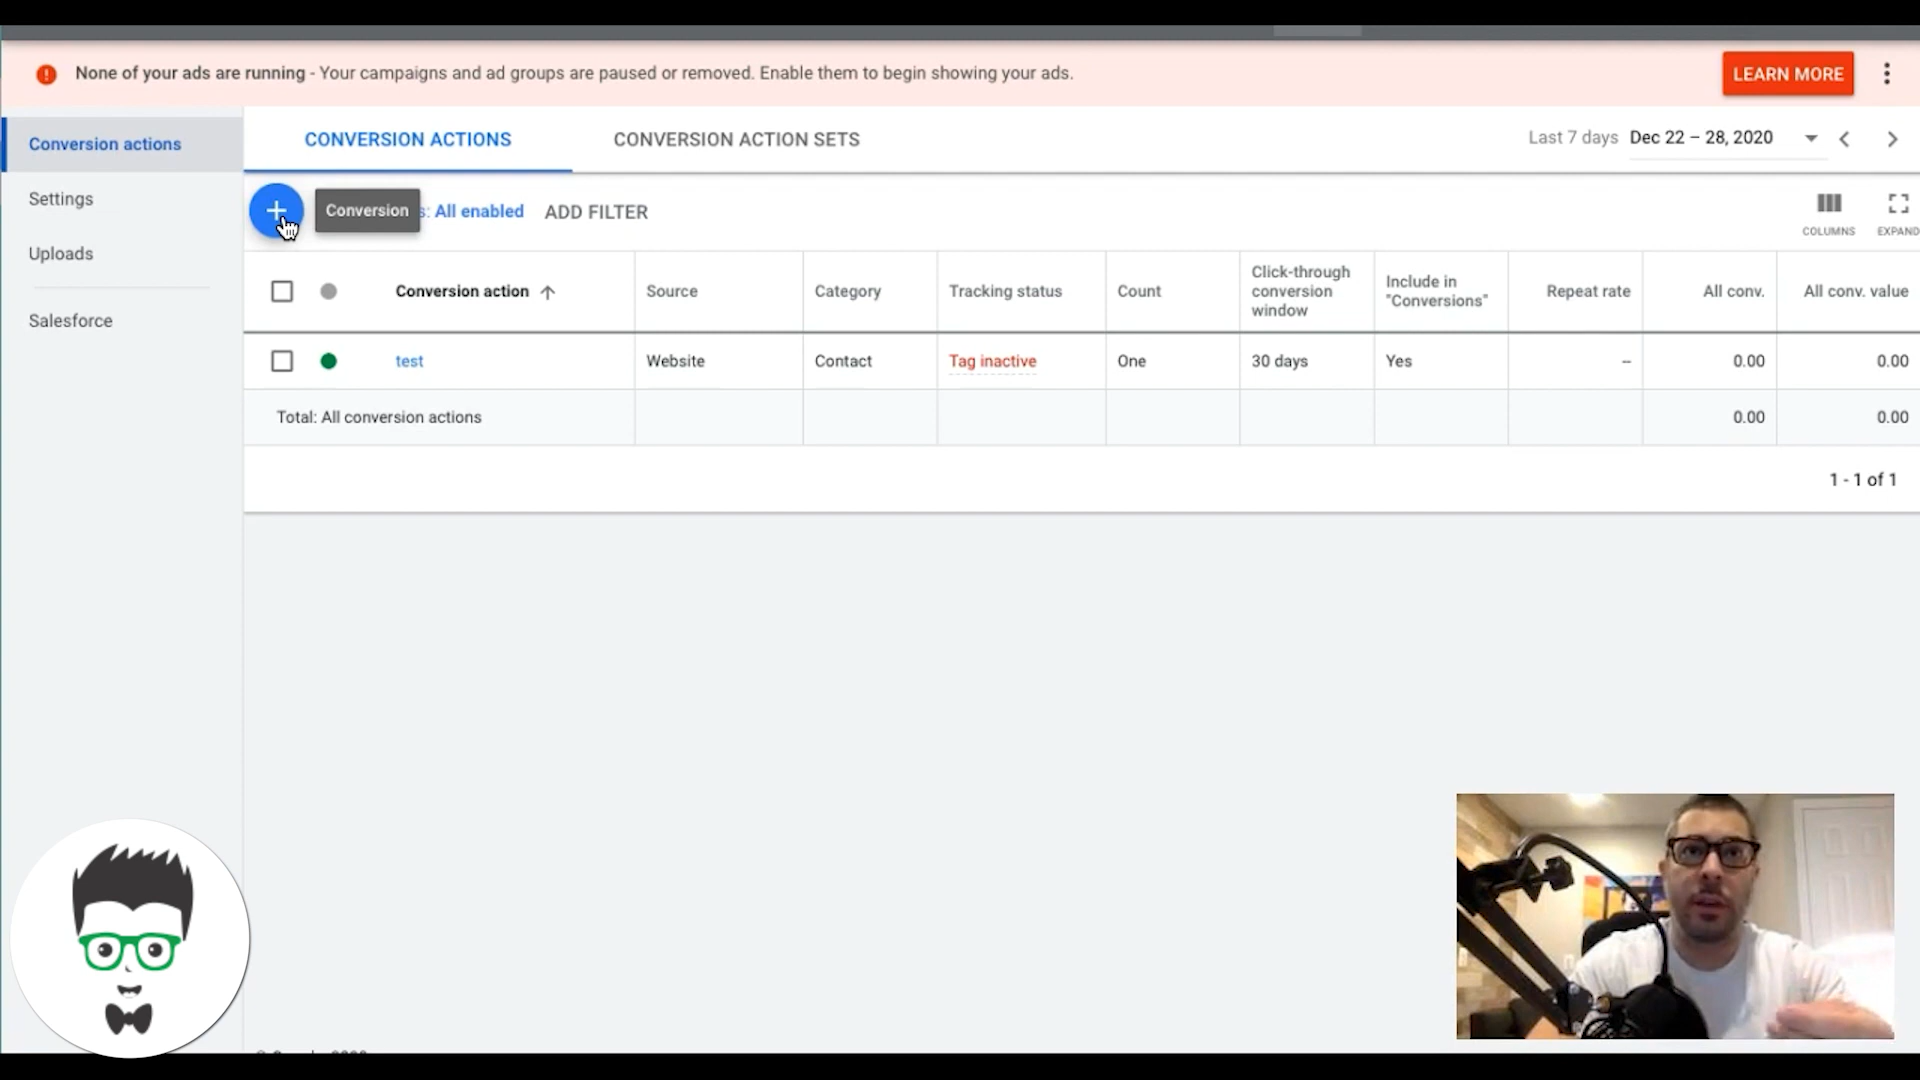 None of your ads are running - Your campaigns and ad groups are paused or removed. Enable them to begin showing your ads.
LEARN MORE
Conversion actions
Settings
Uploads
Salesforce
CONVERSION ACTIONS
CONVERSION ACTION SETS
Last 7 days Dec 22 – 28, 2020
Conversion
s: All enabled
ADD FILTER
COLUMNS
EXPAND
Conversion action
Source
Category
Tracking status
Count
Click-through
conversion
window
Include in
"Conversions"
Repeat rate
All conv.
All conv. value
test
Website
Contact
Tag inactive
One
30 days
Yes
–
0.00
0.00
Total: All conversion actions
0.00
0.00
1 - 1 of 1